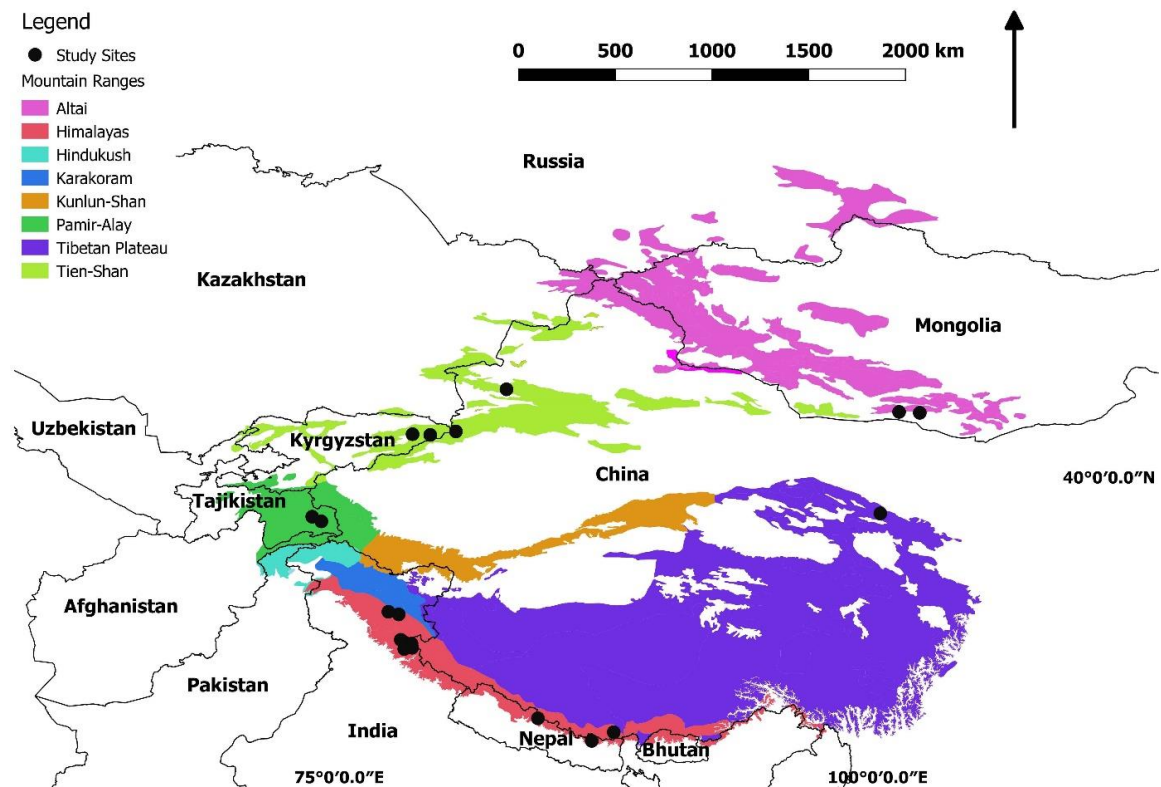 Legend
Study Sites
Mountain Ranges
Altai
Himalayas
Hindukush
Karakoram
Kunlun-Shan
Pamir-Alay
Tibetan Plateau
Tien-Shan
0 500 1000 1500 2000 km
Russia
Kazakhstan
Mongolia
Uzbekistan
Kyrgyzstan
China
40°0′0.0″N
Tajikistan
Afghanistan
Pakistan
India
Nepal
Bhutan
75°0′0.0″E
100°0′0.0″E